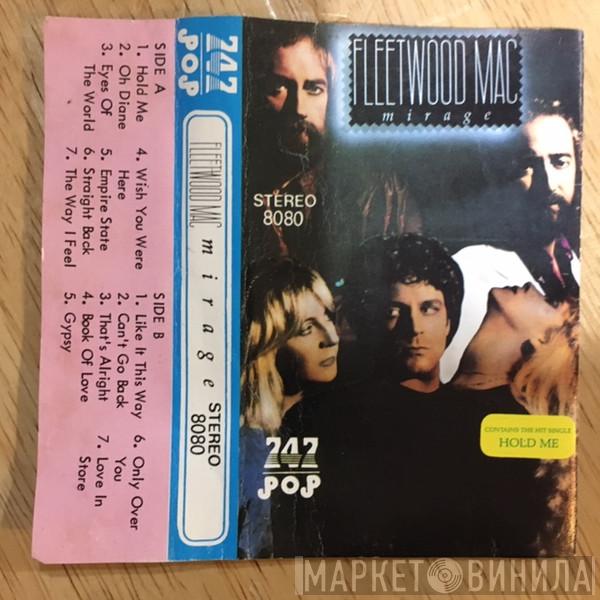 SIDE A
1. Hold Me
2. Oh Diane
3. Eyes Of
The World
4. Wish You Were
Here
5. Empire State
6. Straight Back
7. The Way I Feel
SIDE B
1. Like It This Way
2. Can't Go Back
3. That's Alright
4. Book Of Love
5. Gypsy
6. Only Over
You
7. Love In
Store
747
POP
FLEETWOOD MAC mirage STEREO
8080
FLEETWOOD MAC
mirage
STEREO
8080
747
POP
CONTAINS THE HIT SINGLE
HOLD ME
МАРКЕТ ВИНИЛА